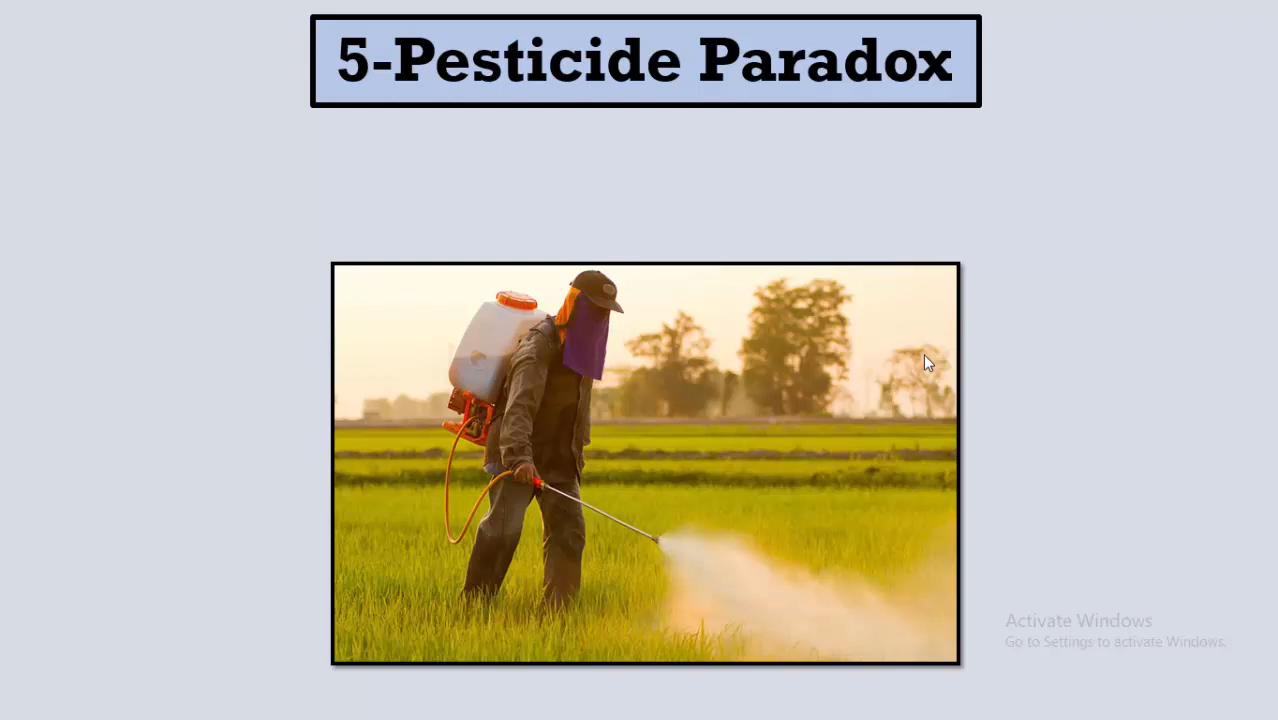 5-Pesticide Paradox
Activate Windows
Go to Settings to activate Windows.